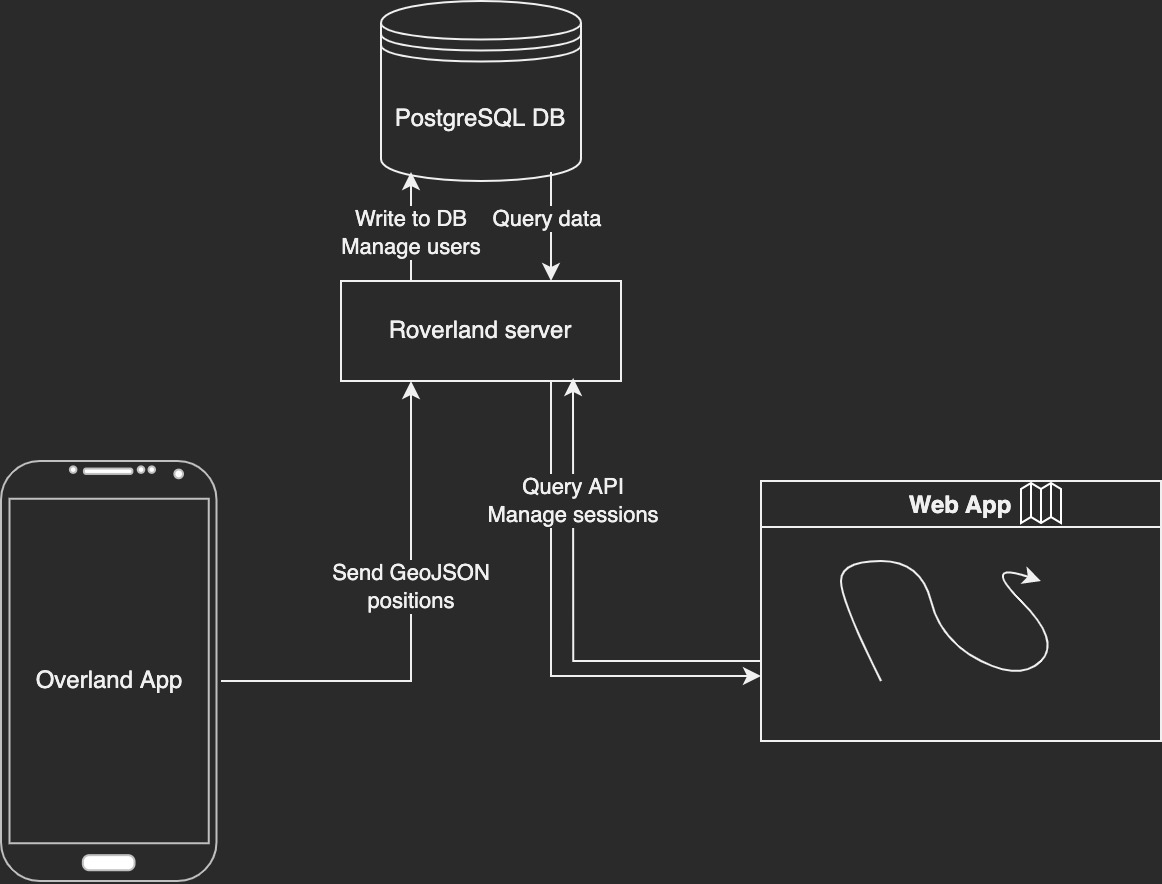 PostgreSQL DB
Write to DB
Manage users
Query data
Roverland server
Query API
Manage sessions
Web App
Send GeoJSON
positions
Overland App